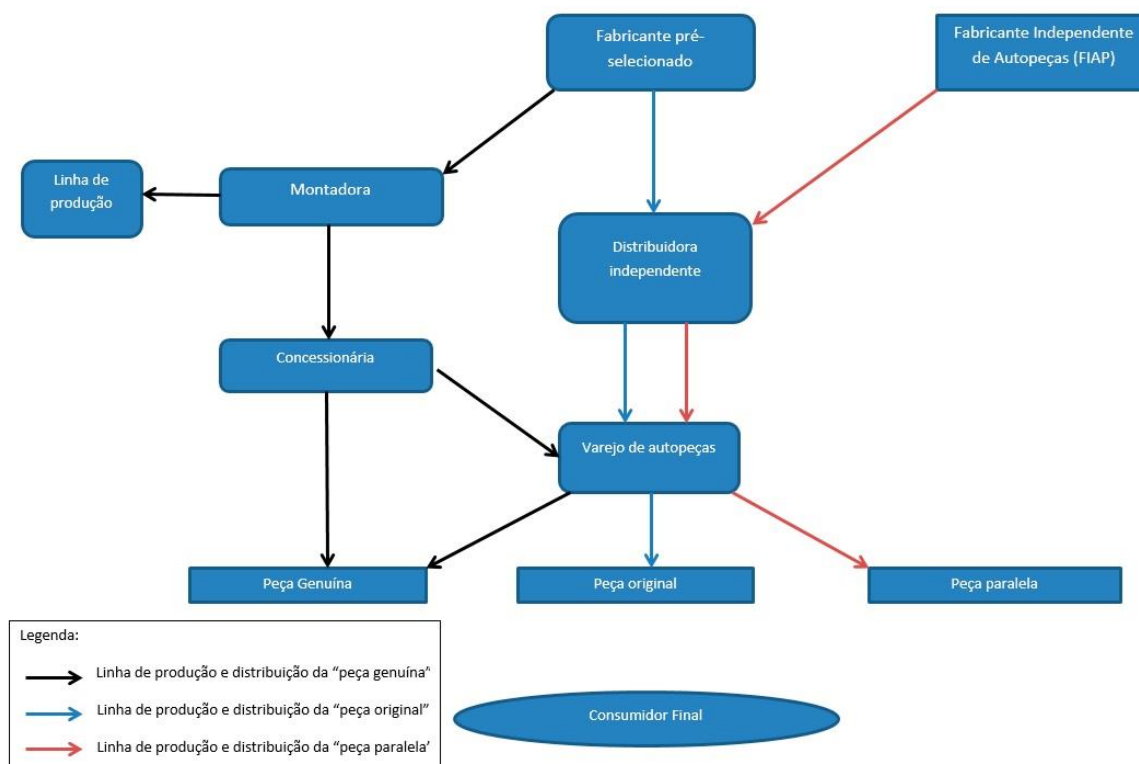 Fabricante pré-
selecionado
Fabricante Independente
de Autopeças (FIAP)
Linha de
produção
Montadora
Distribuidora
independente
Concessionária
Varejo de autopeças
Peça Genuína
Peça original
Peça paralela
Legenda:
Linha de produção e distribuição da “peça genuína”
Linha de produção e distribuição da “peça original”
Linha de produção e distribuição da “peça paralela’
Consumidor Final